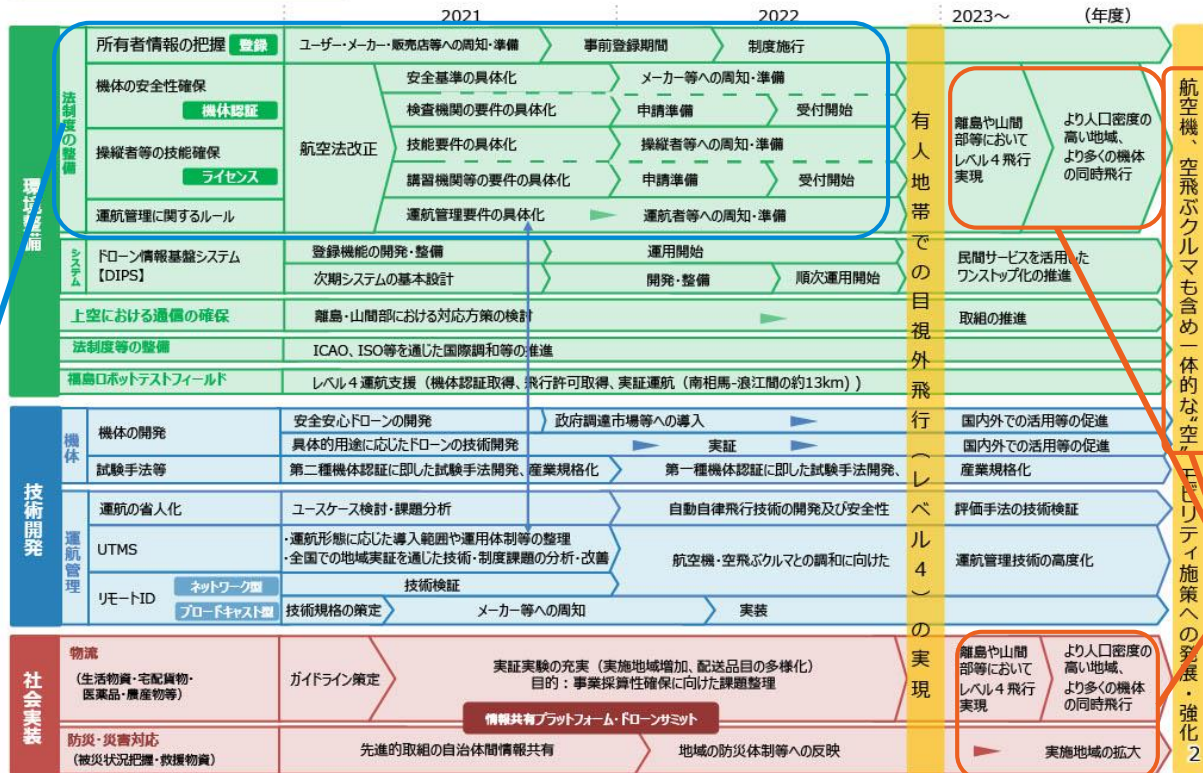 2021
2022
2023～
(年度)
環境整備
法制度の整備
所有者情報の把握 登録
ユーザー・メーカー・販売店等への周知・準備
事前登録期間
制度施行
機体の安全性確保
機体認証
航空法改正
安全基準の具体化
メーカー等への周知・準備
検査機関の要件の具体化
申請準備
受付開始
操縦者等の技能確保
ライセンス
技能要件の具体化
操縦者等への周知・準備
講習機関等の要件の具体化
申請準備
受付開始
運航管理に関するルール
運航管理要件の具体化
運航者等への周知・準備
離島や山間
部等において
レベル４飛行
実現
より人口密度の
高い地域、
より多くの機体
の同時飛行
システム
ドローン情報基盤システム
【DIPS】
登録機能の開発・整備
運用開始
次期システムの基本設計
開発・整備
順次運用開始
民間サービスを活用した
ワンストップ化の推進
上空における通信の確保
離島・山間部における対応方策の検討
取組の推進
法制度等の整備
ICAO、ISO等を通じた国際調和等の推進
福島ロボットテストフィールド
レベル４運航支援（機体認証取得、飛行許可取得、実証運航（南相馬-浪江間の約13km)）
技術開発
機体
機体の開発
安全安心ドローンの開発
政府調達市場等への導入
国内外での活用等の促進
具体的用途に応じたドローンの技術開発
実証
国内外での活用等の促進
試験手法等
第二種機体認証に即した試験手法開発、産業規格化
第一種機体認証に即した試験手法開発、
産業規格化
運航管理
運航の省人化
ユースケース検討・課題分析
自動自律飛行技術の開発及び安全性
評価手法の技術検証
UTMS
・運航形態に応じた導入範囲や運用体制等の整理
・全国での地域実証を通じた技術・制度課題の分析・改善
航空機・空飛ぶクルマとの調和に向けた
運航管理技術の高度化
リモートID
ネットワーク型
技術検証
ブロードキャスト型
技術規格の策定
メーカー等への周知
実装
社会実装
物流
（生活物資・宅配貨物・
医薬品・農産物等）
ガイドライン策定
実証実験の充実（実施地域増加、配送品目の多様化）
目的：事業採算性確保に向けた課題整理
離島や山間
部等において
レベル４飛行
実現
より人口密度の
高い地域、
より多くの機体
の同時飛行
情報共有プラットフォーム・ドローンサミット
防災・災害対応
（被災状況把握・救援物資）
先進的取組の自治体間情報共有
地域の防災体制等への反映
実施地域の拡大
有人地帯での目視外飛行（レベル４）の実現
航空機、空飛ぶクルマも含め一体的な“空”モビリティ施策への発展・強化
2